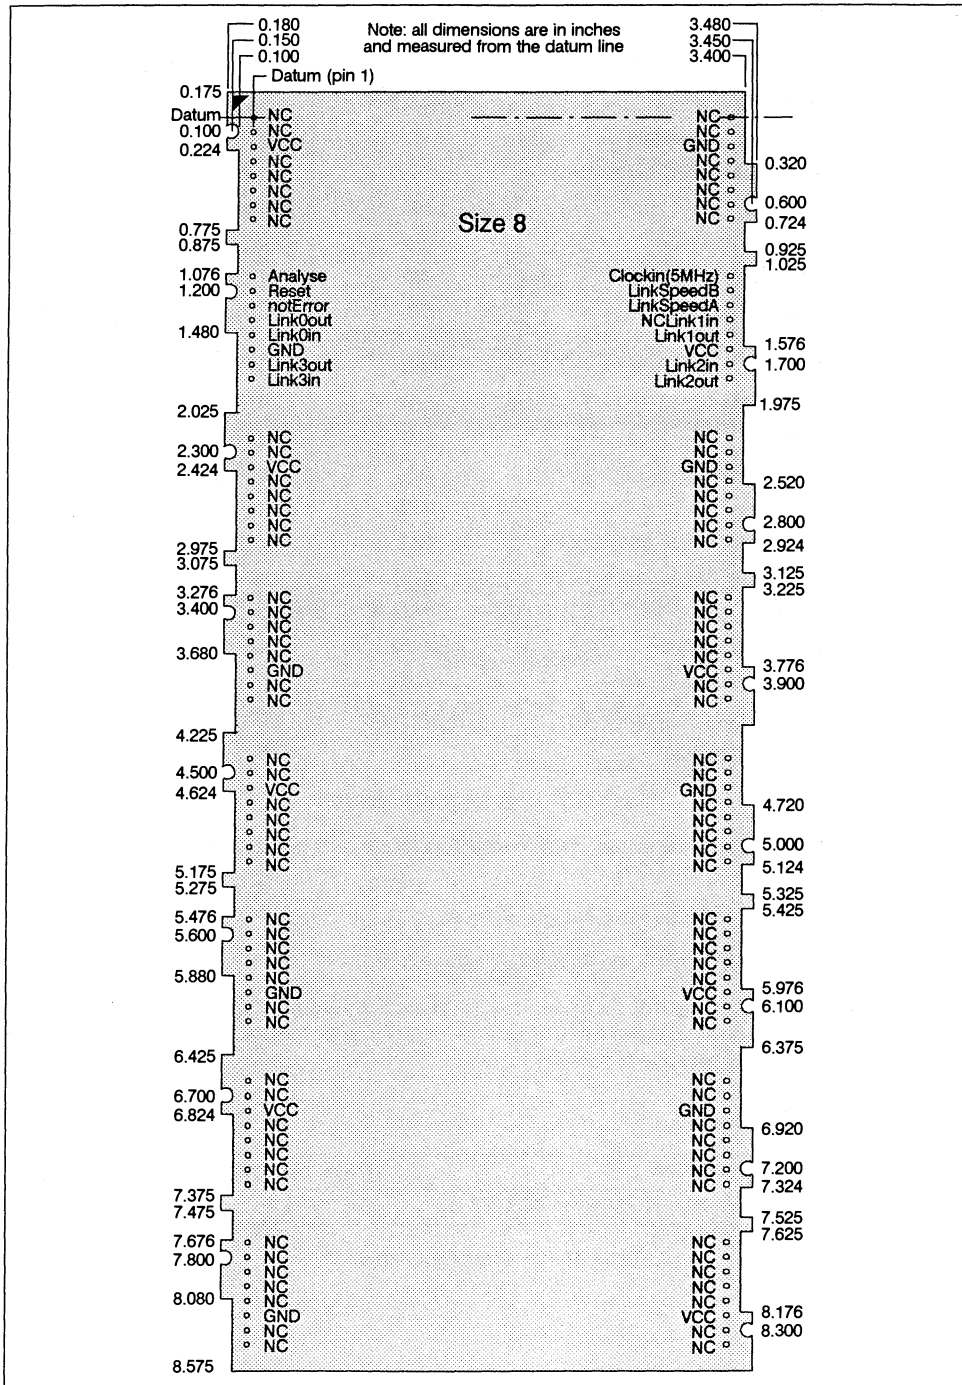 0.180
0.150
0.100
Note: all dimensions are in inches
and measured from the datum line
3.480
3.450
3.400
Datum (pin 1)
0.175
Datum NC NC
0.100 NC NC
0.224 VCC GND
NC NC 0.320
NC NC
NC NC
NC NC 0.600
NC NC 0.724
Size 8
0.775
0.875
0.925
1.025
1.076 Analyse Clockin(5MHz)
1.200 Reset LinkSpeedB
notError LinkSpeedA
Link0out NCLink1in
1.480 Link0in Link1out
GND VCC 1.576
Link3out Link2in 1.700
Link3in Link2out
1.975
2.025
NC NC
2.300 NC NC
2.424 VCC GND
NC NC 2.520
NC NC
NC NC
NC NC 2.800
NC NC 2.924
2.975
3.075
3.125
3.225
3.276 NC NC
3.400 NC NC
NC NC
NC NC
3.680 NC NC
GND VCC 3.776
NC NC 3.900
NC NC
4.225
NC NC
4.500 NC NC
4.624 VCC GND
NC NC 4.720
NC NC
NC NC
NC NC 5.000
NC NC 5.124
5.175
5.275
5.325
5.425
5.476 NC NC
5.600 NC NC
NC NC
NC NC
5.880 NC NC
GND VCC 5.976
NC NC 6.100
NC NC
6.375
6.425
NC NC
6.700 NC NC
6.824 VCC GND
NC NC 6.920
NC NC
NC NC
NC NC 7.200
NC NC 7.324
7.375
7.475
7.525
7.625
7.676 NC NC
7.800 NC NC
NC NC
NC NC
8.080 NC NC
GND VCC 8.176
NC NC 8.300
NC NC
8.575